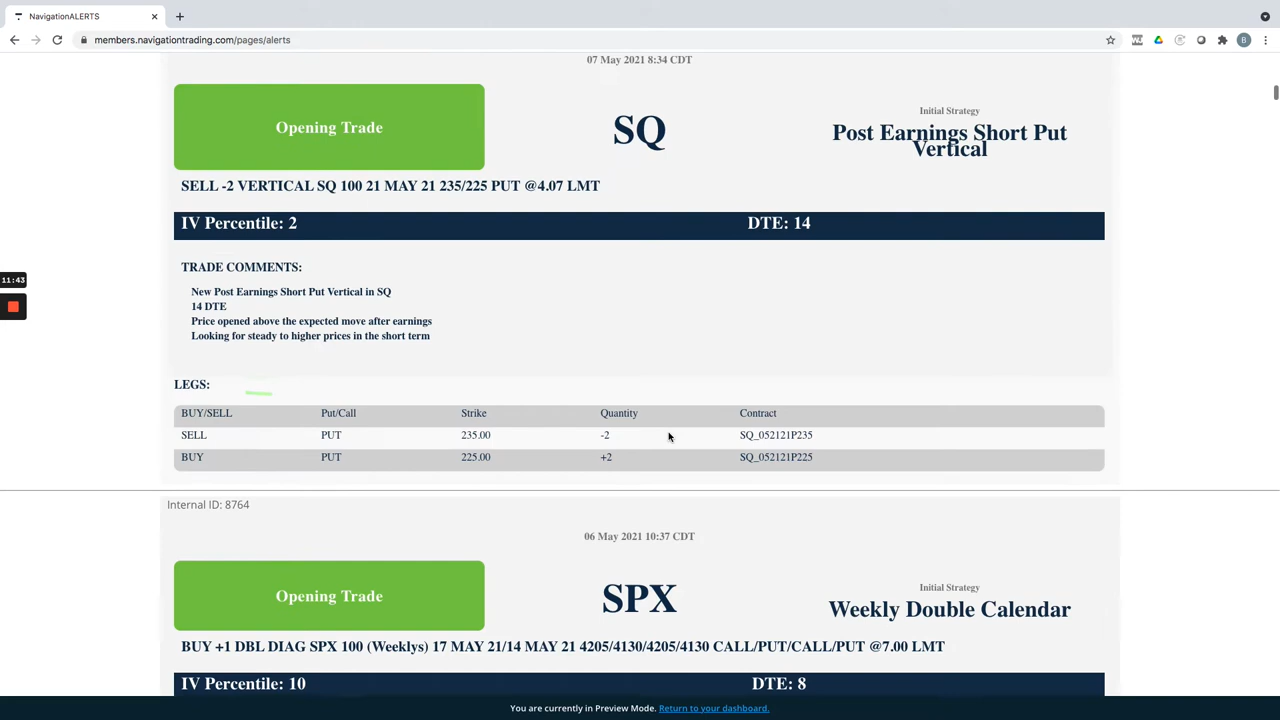 NavigationALERTS
members.navigationtrading.com/pages/alerts
B
07 May 2021 8:34 CDT
Opening Trade
SQ
Initial Strategy
Post Earnings Short Put
Vertical
SELL -2 VERTICAL SQ 100 21 MAY 21 235/225 PUT @4.07 LMT
IV Percentile: 2 DTE: 14
TRADE COMMENTS:
New Post Earnings Short Put Vertical in SQ
14 DTE
Price opened above the expected move after earnings
Looking for steady to higher prices in the short term
11:43
LEGS:
BUY/SELL Put/Call Strike Quantity Contract
SELL PUT 235.00 -2 SQ_052121P235
BUY PUT 225.00 +2 SQ_052121P225
Internal ID: 8764
06 May 2021 10:37 CDT
Opening Trade
SPX
Initial Strategy
Weekly Double Calendar
BUY +1 DBL DIAG SPX 100 (Weeklys) 17 MAY 21/14 MAY 21 4205/4130/4205/4130 CALL/PUT/CALL/PUT @7.00 LMT
IV Percentile: 10 DTE: 8
You are currently in Preview Mode. Return to your dashboard.